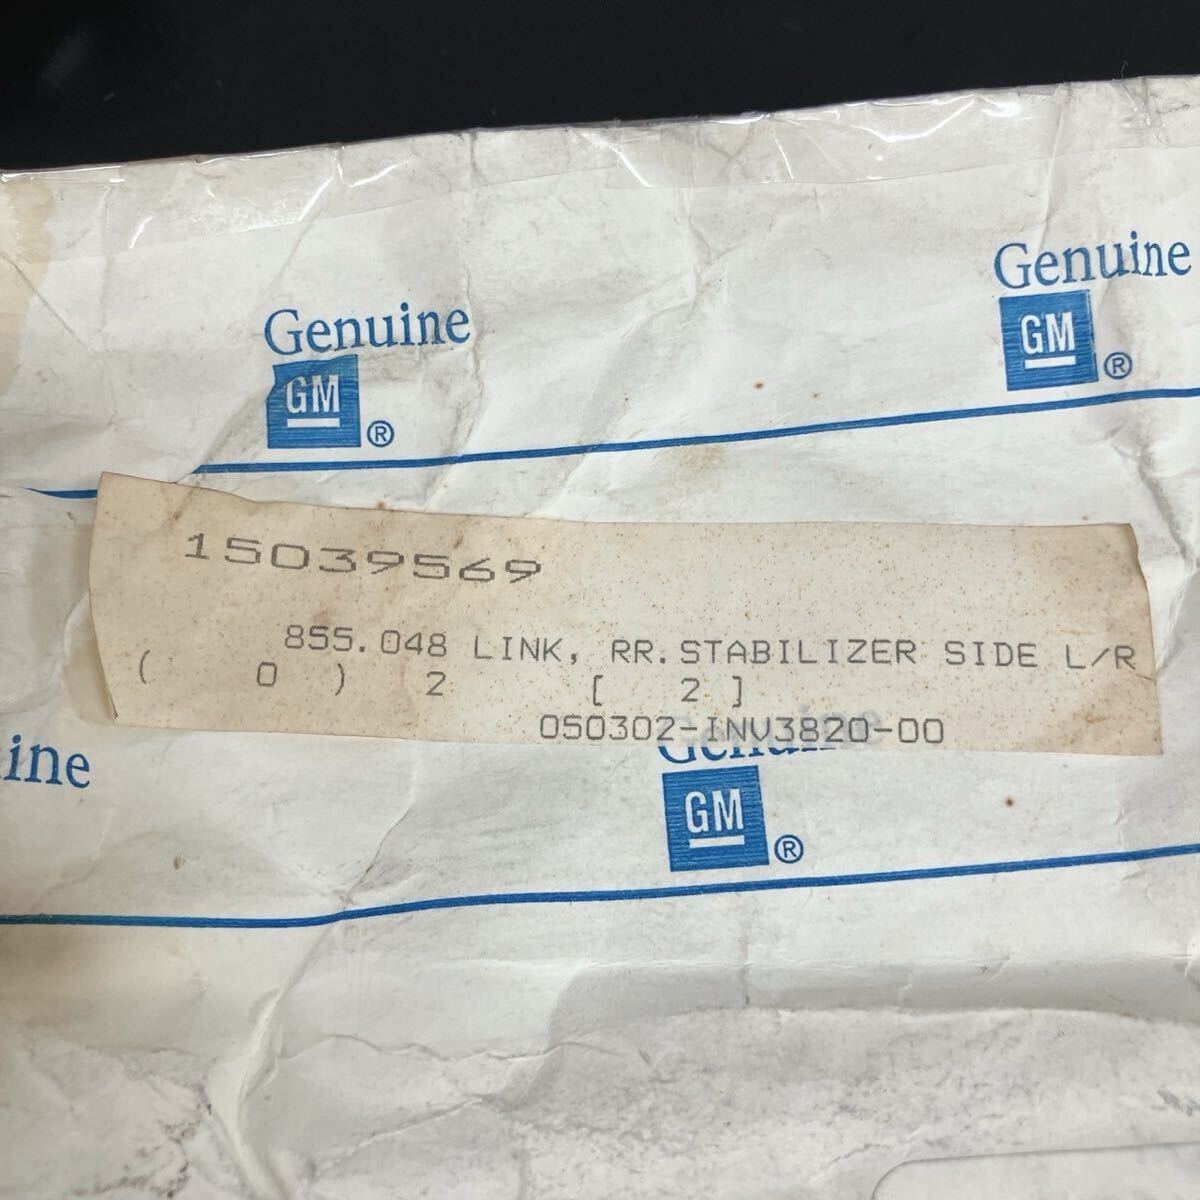 Genuine
GM ®
Genuine
GM ®
15039569
855.048 LINK, RR.STABILIZER SIDE L/R
( 0 ) 2 [ 2 ]
050302-INV3820-00
ine
Genuine
GM ®